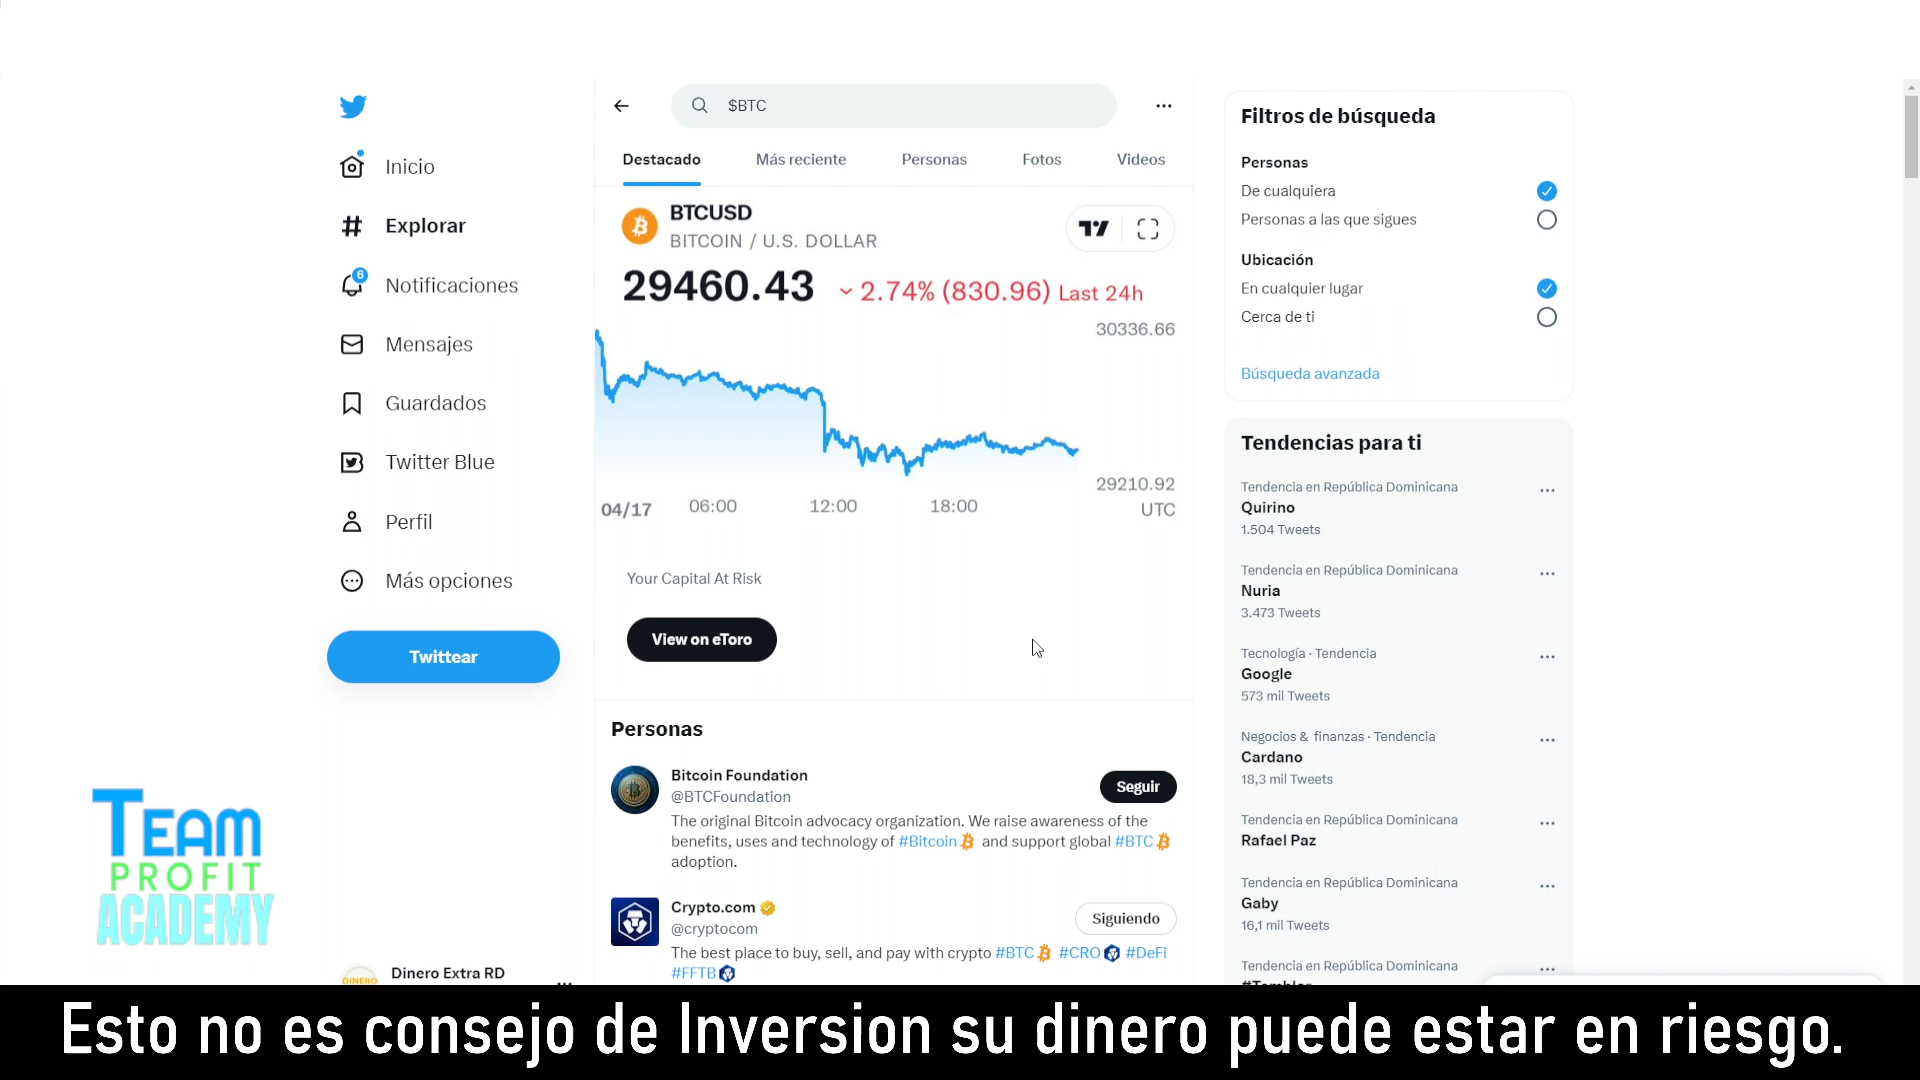 $BTC
Destacado
Más reciente
Personas
Fotos
Videos
Inicio
Explorar
6
Notificaciones
Mensajes
Guardados
Twitter Blue
Perfil
Más opciones
Twittear
BTCUSD
BITCOIN / U.S. DOLLAR
29460.43 2.74% (830.96) Last 24h
30336.66
29210.92
04/17 06:00 12:00 18:00 UTC
Your Capital At Risk
View on eToro
Personas
Bitcoin Foundation
@BTCFoundation
Seguir
The original Bitcoin advocacy organization. We raise awareness of the
benefits, uses and technology of #Bitcoin and support global #BTC
adoption.
Crypto.com
@cryptocom
Siguiendo
The best place to buy, sell, and pay with crypto #BTC #CRO #DeFi
#FFTB
Filtros de búsqueda
Personas
De cualquiera
Personas a las que sigues
Ubicación
En cualquier lugar
Cerca de ti
Búsqueda avanzada
Tendencias para ti
Tendencia en República Dominicana
Quirino
1.504 Tweets
Tendencia en República Dominicana
Nuria
3.473 Tweets
Tecnología · Tendencia
Google
573 mil Tweets
Negocios & finanzas · Tendencia
Cardano
18,3 mil Tweets
Tendencia en República Dominicana
Rafael Paz
Tendencia en República Dominicana
Gaby
16,1 mil Tweets
Tendencia en República Dominicana
TEAM
PROFIT
ACADEMY
DINERO
Dinero Extra RD
Esto no es consejo de Inversion su dinero puede estar en riesgo.